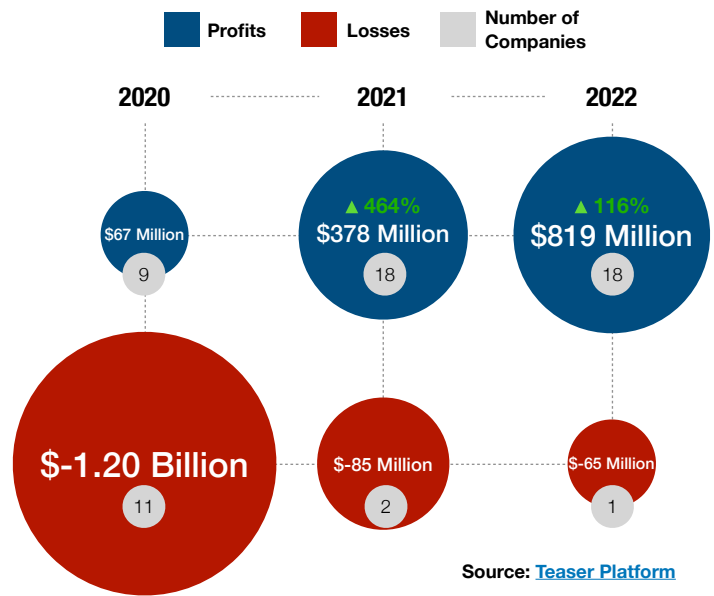 Profits
Losses
Number of
Companies
2020
2021
2022
▲ 464%
▲ 116%
$67 Million
$378 Million
$819 Million
9
18
18
$-1.20 Billion
$-85 Million
$-65 Million
11
2
1
Source: Teaser Platform